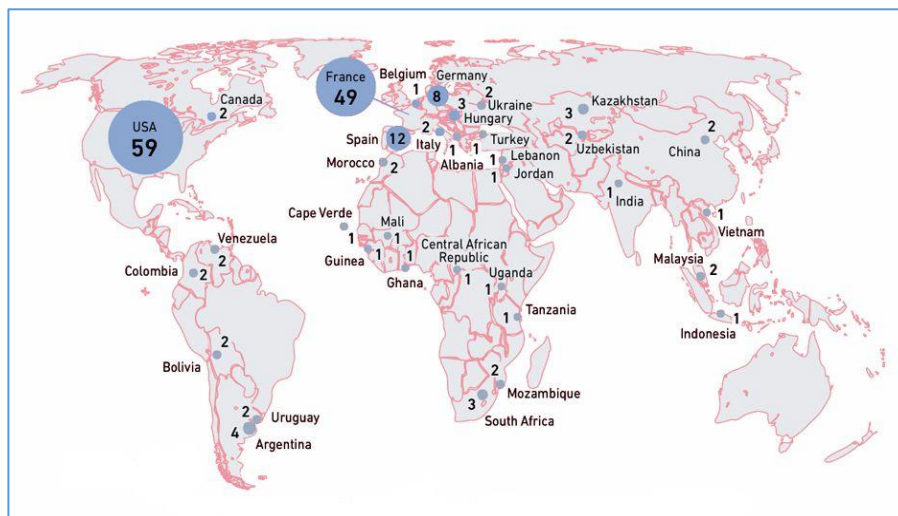 France
49
Belgium
1
Germany
8
2
Ukraine
3
Hungary
Canada
2
USA
59
Kazakhstan
3
Spain
12
2
Italy
1
Albania
1
Turkey
2
Uzbekistan
2
China
Morocco
2
1
Lebanon
1
Jordan
1
India
1
Vietnam
Cape Verde
1
Mali
1
Guinea
1
1
Ghana
Central African
Republic
1
Uganda
1
Venezuela
2
Colombia
2
Malaysia
2
Indonesia
1
1
Tanzania
2
Bolivia
2
Mozambique
3
South Africa
2
Uruguay
4
Argentina